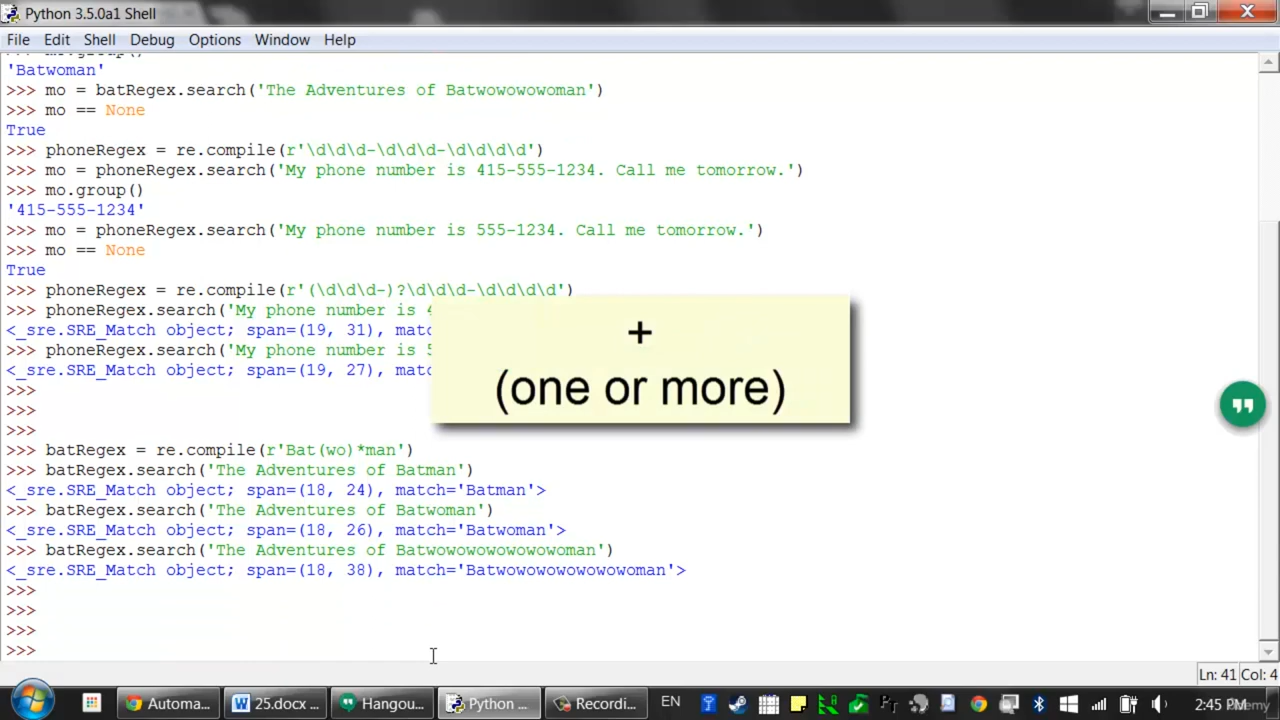 Python 3.5.0a1 Shell
File Edit Shell Debug Options Window Help
mo.group()
'Batwoman'
>>> mo = batRegex.search('The Adventures of Batwowowowoman')
>>> mo == None
True
>>> phoneRegex = re.compile(r'\d\d\d-\d\d\d-\d\d\d\d')
>>> mo = phoneRegex.search('My phone number is 415-555-1234. Call me tomorrow.')
>>> mo.group()
'415-555-1234'
>>> mo = phoneRegex.search('My phone number is 555-1234. Call me tomorrow.')
>>> mo == None
True
>>> phoneRegex = re.compile(r'(\d\d\d-)?\d\d\d-\d\d\d\d')
>>> phoneRegex.search('My phone number is 4
<_sre.SRE_Match object; span=(19, 31), matc
>>> phoneRegex.search('My phone number is 5
<_sre.SRE_Match object; span=(19, 27), matc
>>>
>>>
>>>
+
(one or more)
>>> batRegex = re.compile(r'Bat(wo)*man')
>>> batRegex.search('The Adventures of Batman')
<_sre.SRE_Match object; span=(18, 24), match='Batman'>
>>> batRegex.search('The Adventures of Batwoman')
<_sre.SRE_Match object; span=(18, 26), match='Batwoman'>
>>> batRegex.search('The Adventures of Batwowowowowowowoman')
<_sre.SRE_Match object; span=(18, 38), match='Batwowowowowowowoman'>
>>>
>>>
>>>
>>>
Ln: 41 Col: 4
Automa... 25.docx ... Hangou... Python ... Recordi... EN 2:45 PM